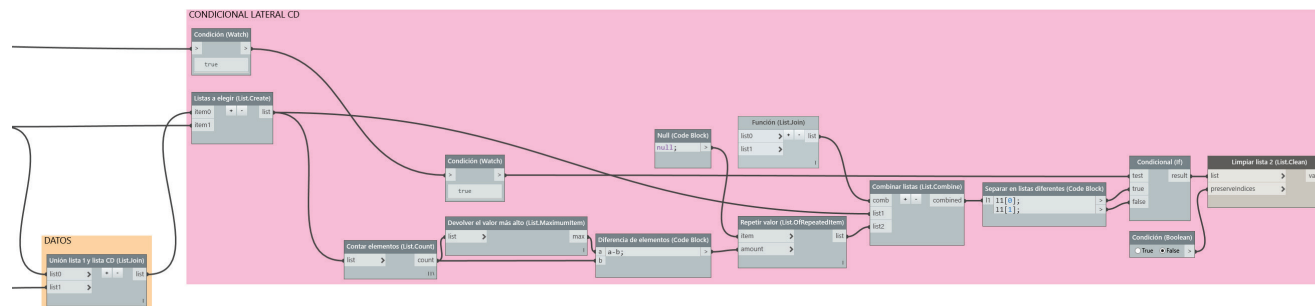 CONDICIONAL LATERAL CD
Condición (Watch)
> >
true
Listas a elegir (List.Create)
item0 + - list
item1
DATOS
Unión lista 1 y lista CD (List.Join)
list0 > + - list
list1 >
l
Contar elementos (List.Count)
list > count
Condición (Watch)
> >
true
Devolver el valor más alto (List.MaximumItem)
list > max
l
Diferencia de elementos (Code Block)
a a-b; >
b
Null (Code Block)
null; >
Función (List.Join)
list0 > + - list
list1 >
l
Repetir valor (List.OfRepeatedItem)
item > list
amount >
l
Combinar listas (List.Combine)
comb + - combined
list1
list2
Separar en listas diferentes (Code Block)
l1 l1[0]; >
l1[1]; >
Condicional (If)
test result
true
false
Condición (Boolean)
True False >
Limpiar lista 2 (List.Clean)
list > va
preserveIndices >